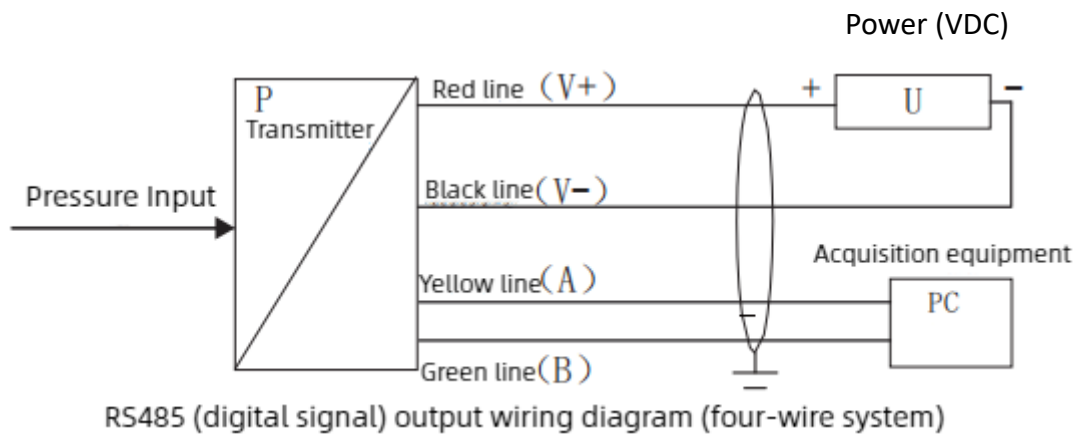 Power (VDC)
Red line (V+)
+
U
-
P
Transmitter
Pressure Input
Black line(V-)
Acquisition equipment
Yellow line(A)
PC
Green line(B)
RS485 (digital signal) output wiring diagram (four-wire system)